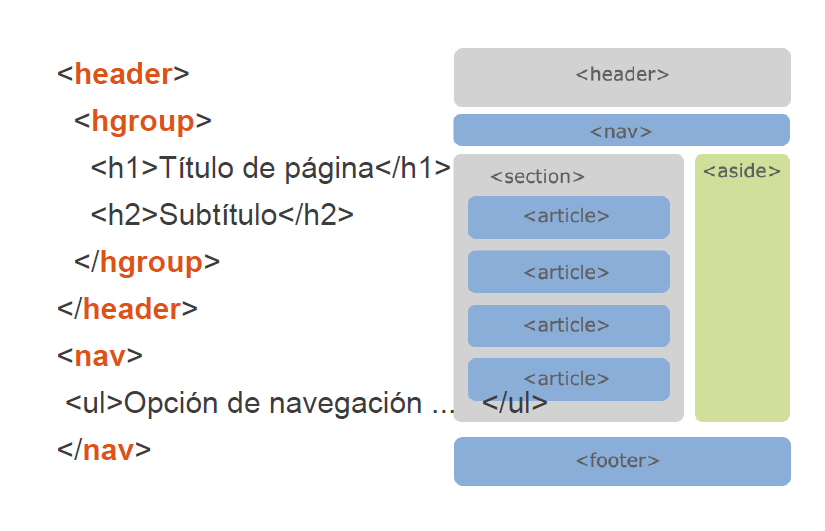 <header>
<hgroup>
<h1>Título de página</h1>
<h2>Subtítulo</h2>
</hgroup>
</header>
<nav>
<ul>Opción de navegación ... </ul>
</nav>
<header>
<nav>
<section>
<article>
<article>
<article>
<article>
<aside>
<footer>